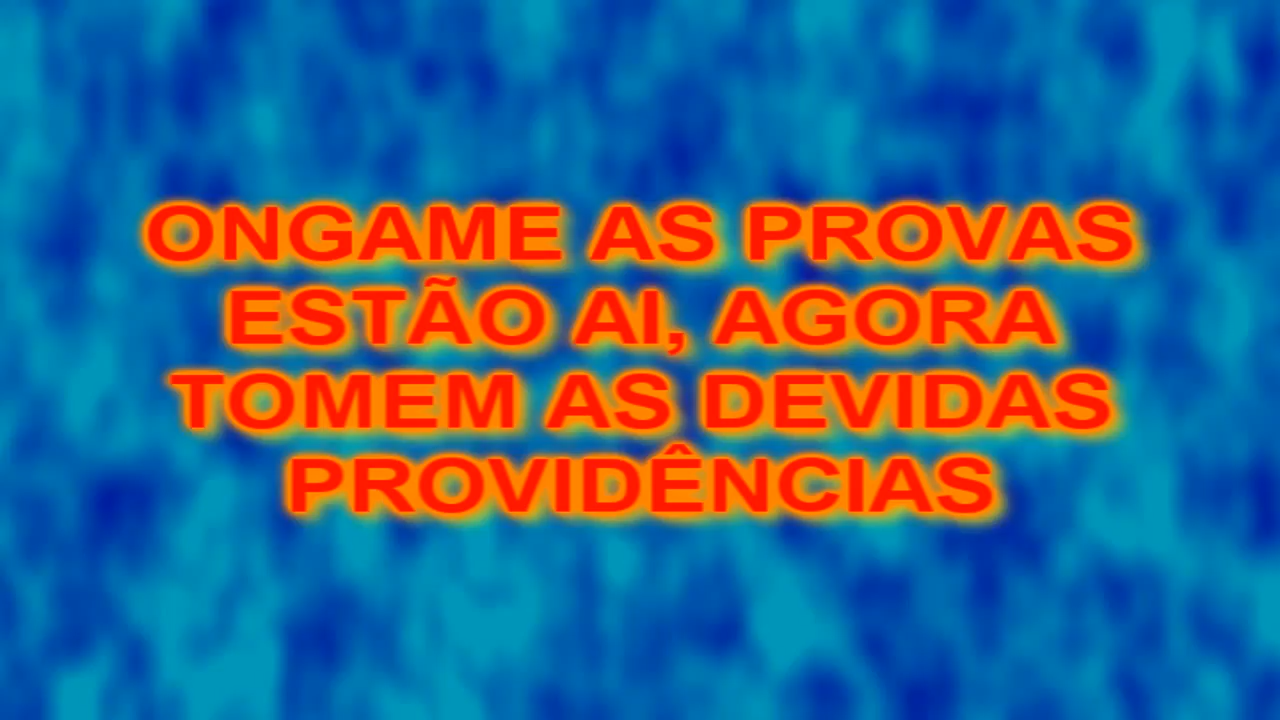 ONGAME AS PROVAS
ESTÃO AI, AGORA
TOMEM AS DEVIDAS
PROVIDÊNCIAS